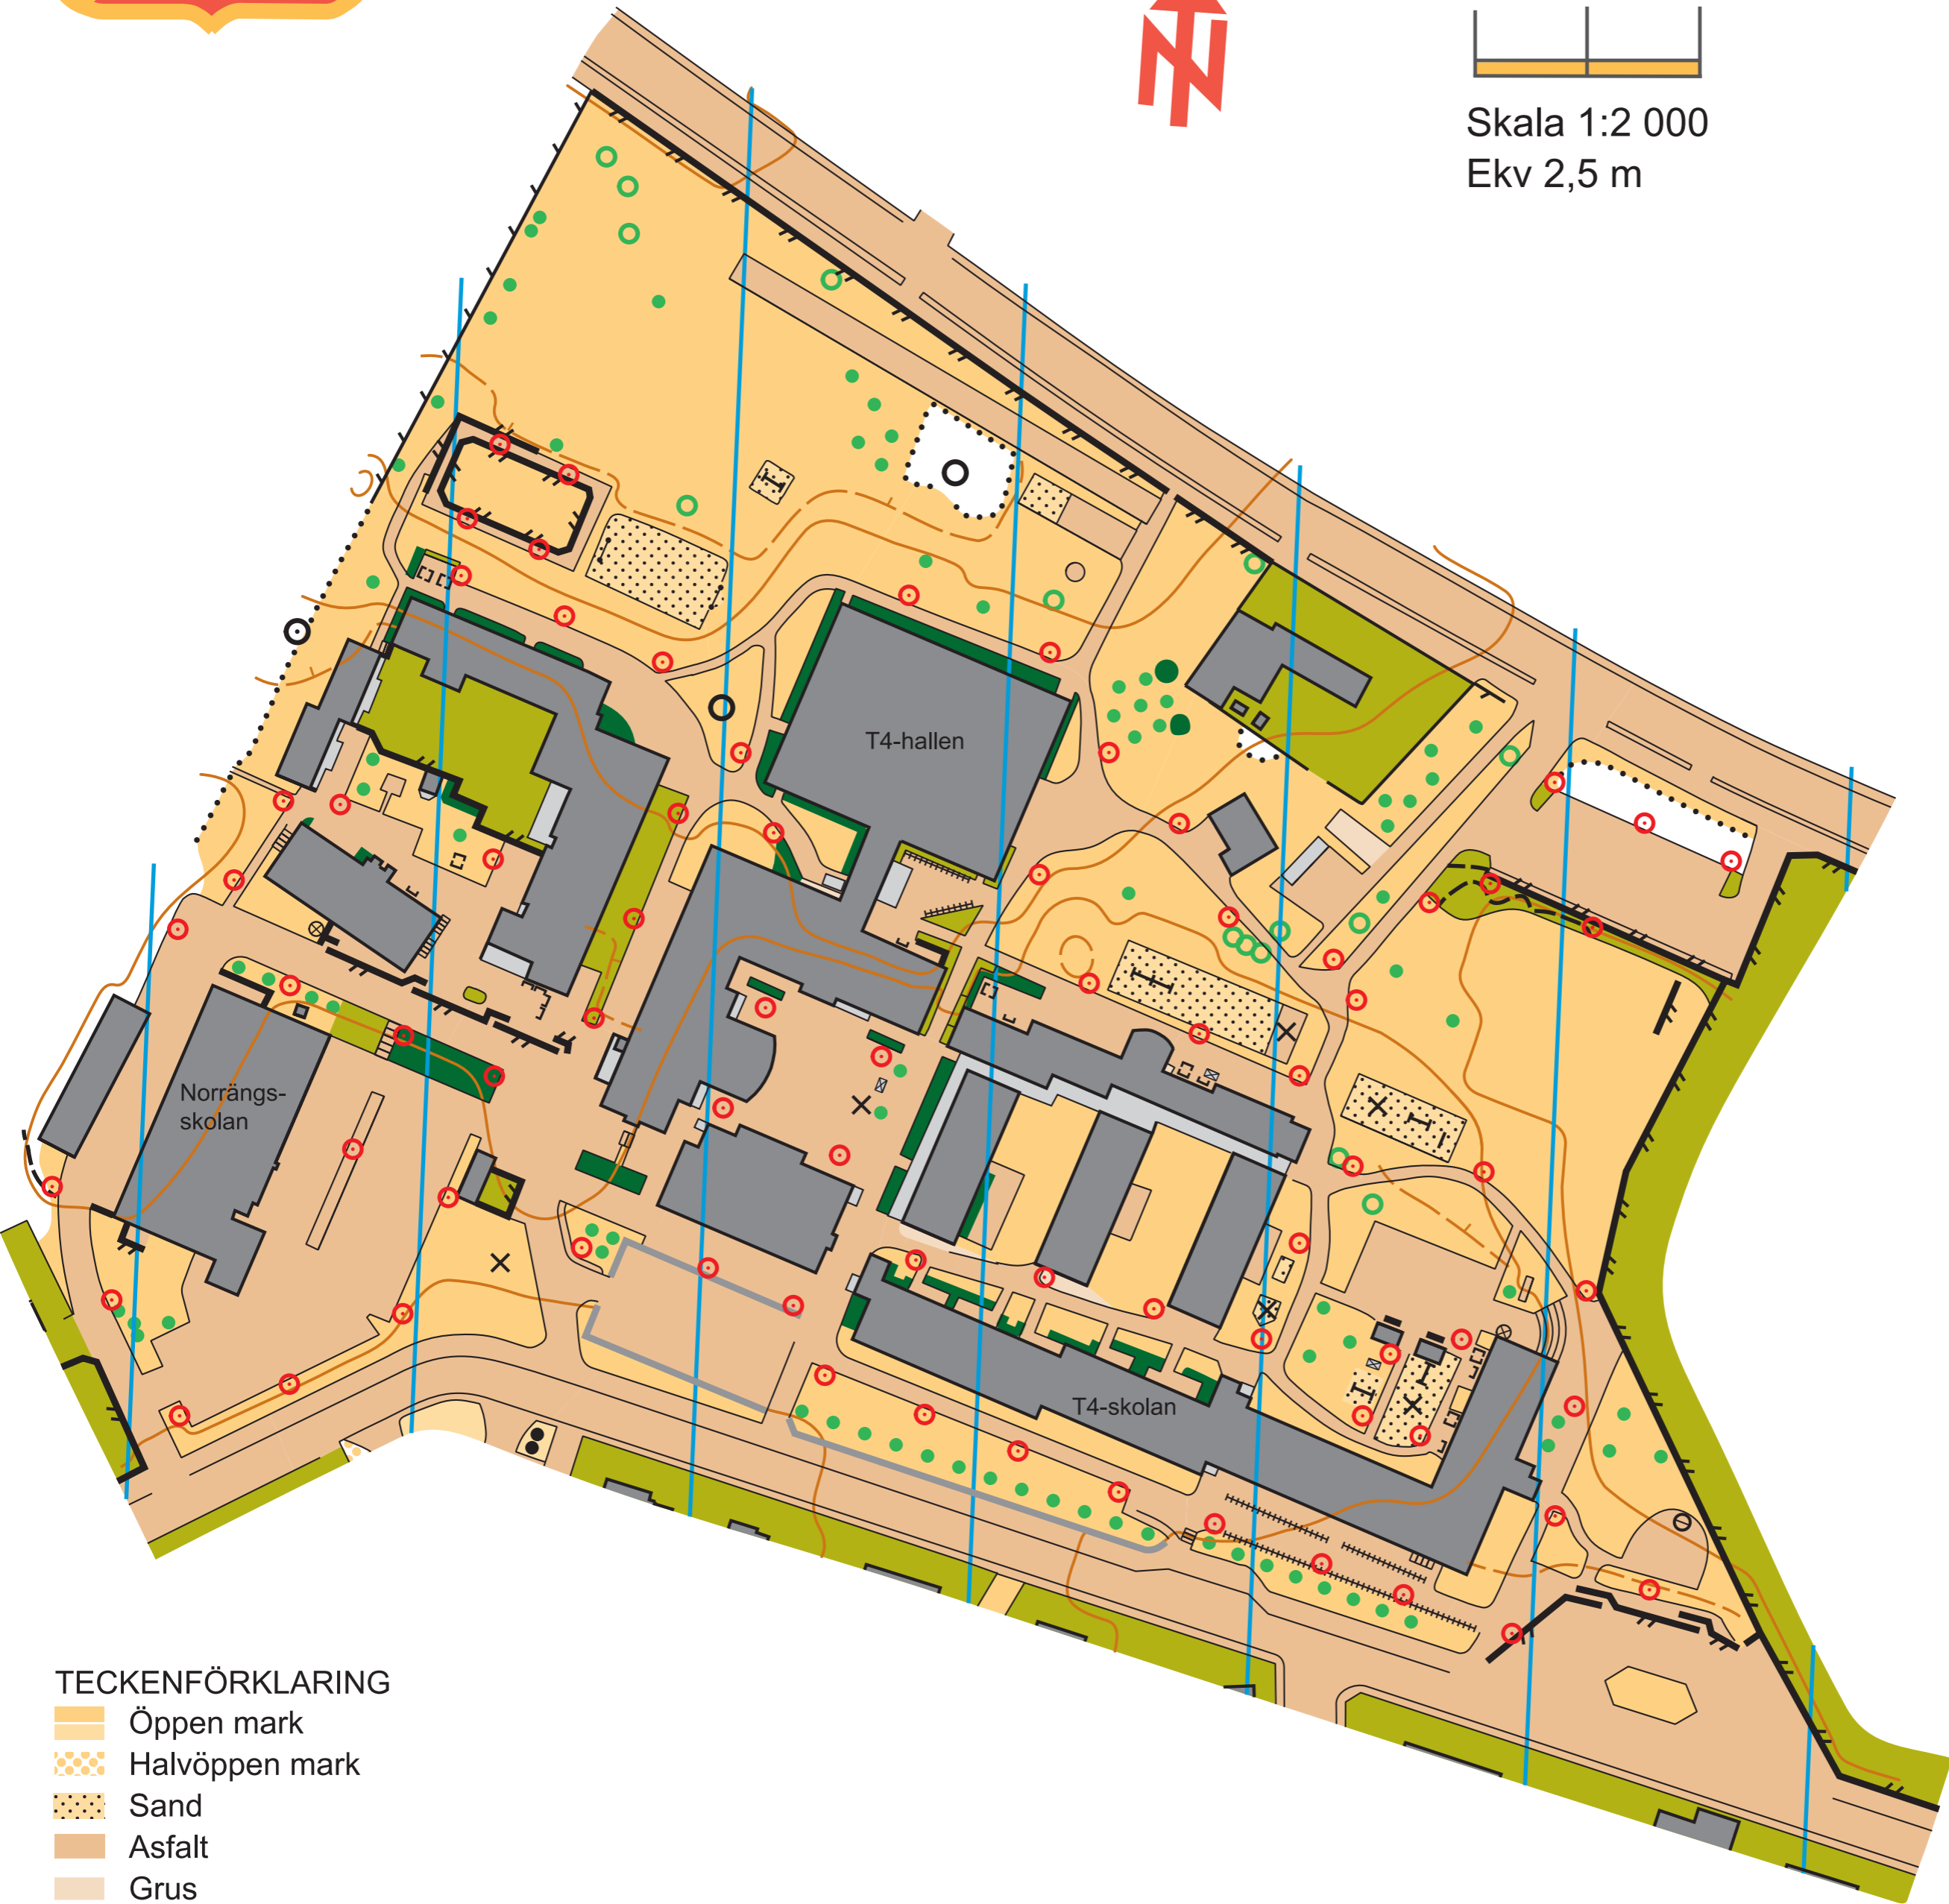 Skala 1:2 000
Ekv 2,5 m
T4-hallen
Norrängs-
skolan
T4-skolan
TECKENFÖRKLARING
Öppen mark
Halvöppen mark
Sand
Asfalt
Grus